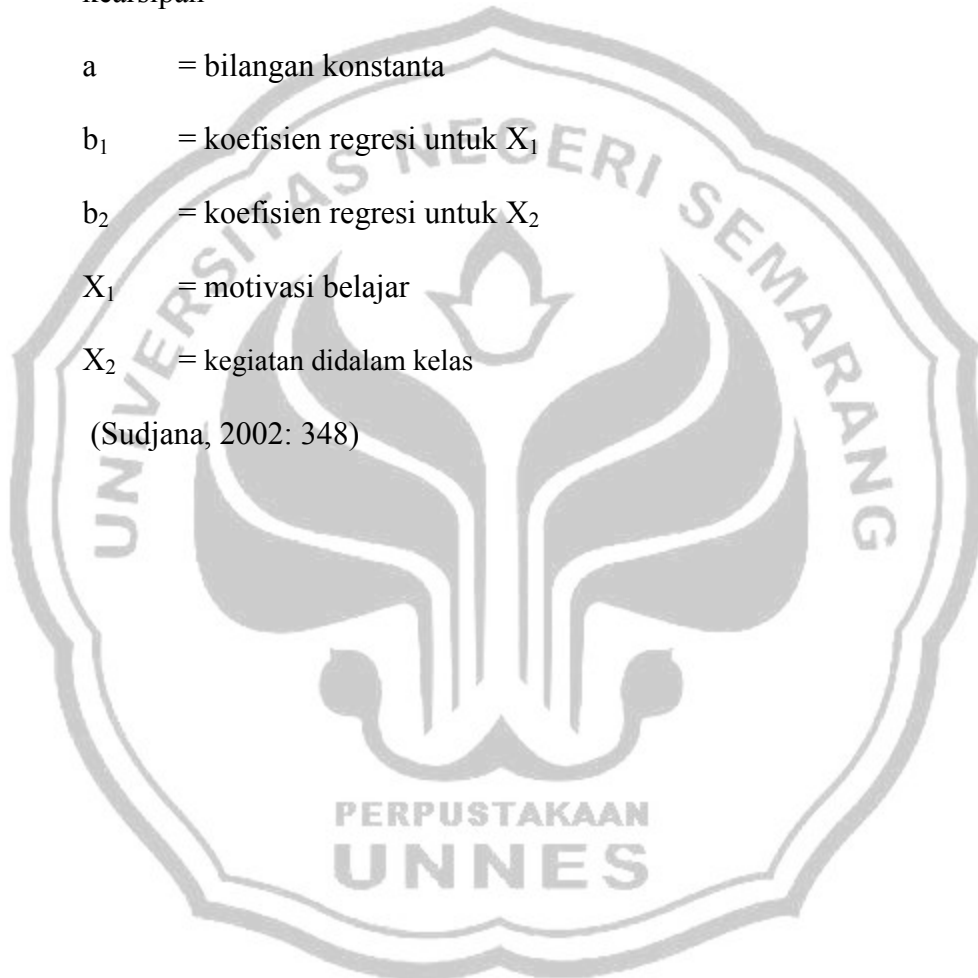 kearsipan
a = bilangan konstanta
b₁ = koefisien regresi untuk X₁
b₂ = koefisien regresi untuk X₂
X₁ = motivasi belajar
X₂ = kegiatan didalam kelas
(Sudjana, 2002: 348)
UNIVERSITAS NEGERI SEMARANG
PERPUSTAKAAN
UNNES